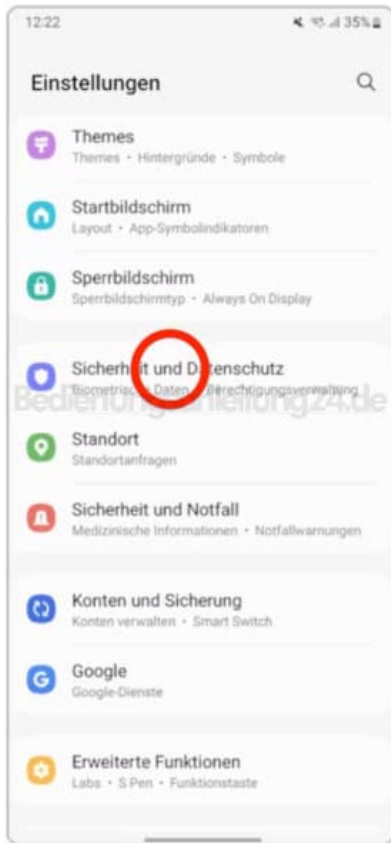 12:22
35%
Einstellungen
Themes
Themes • Hintergründe • Symbole
Startbildschirm
Layout • App-Symbolindikatoren
Sperrbildschirm
Sperrbildschirmtyp • Always On Display
Sicherheit und Datenschutz
Biometrische Daten • Berechtigungsverwaltung
Bedienungsanleitung24.de
Standort
Standortanfragen
Sicherheit und Notfall
Medizinische Informationen • Notfallwarnungen
Konten und Sicherung
Konten verwalten • Smart Switch
Google
Google-Dienste
Erweiterte Funktionen
Labs • S Pen • Funktionstaste